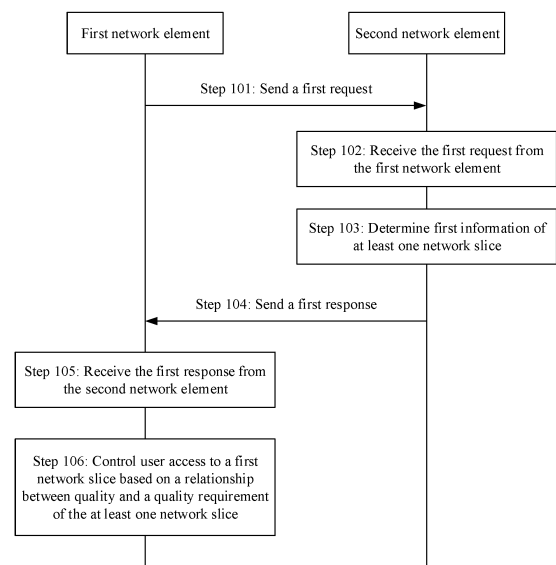 First network element
Second network element
Step 101: Send a first request
Step 102: Receive the first request from
the first network element
Step 103: Determine first information of
at least one network slice
Step 104: Send a first response
Step 105: Receive the first response from
the second network element
Step 106: Control user access to a first
network slice based on a relationship
between quality and a quality requirement
of the at least one network slice